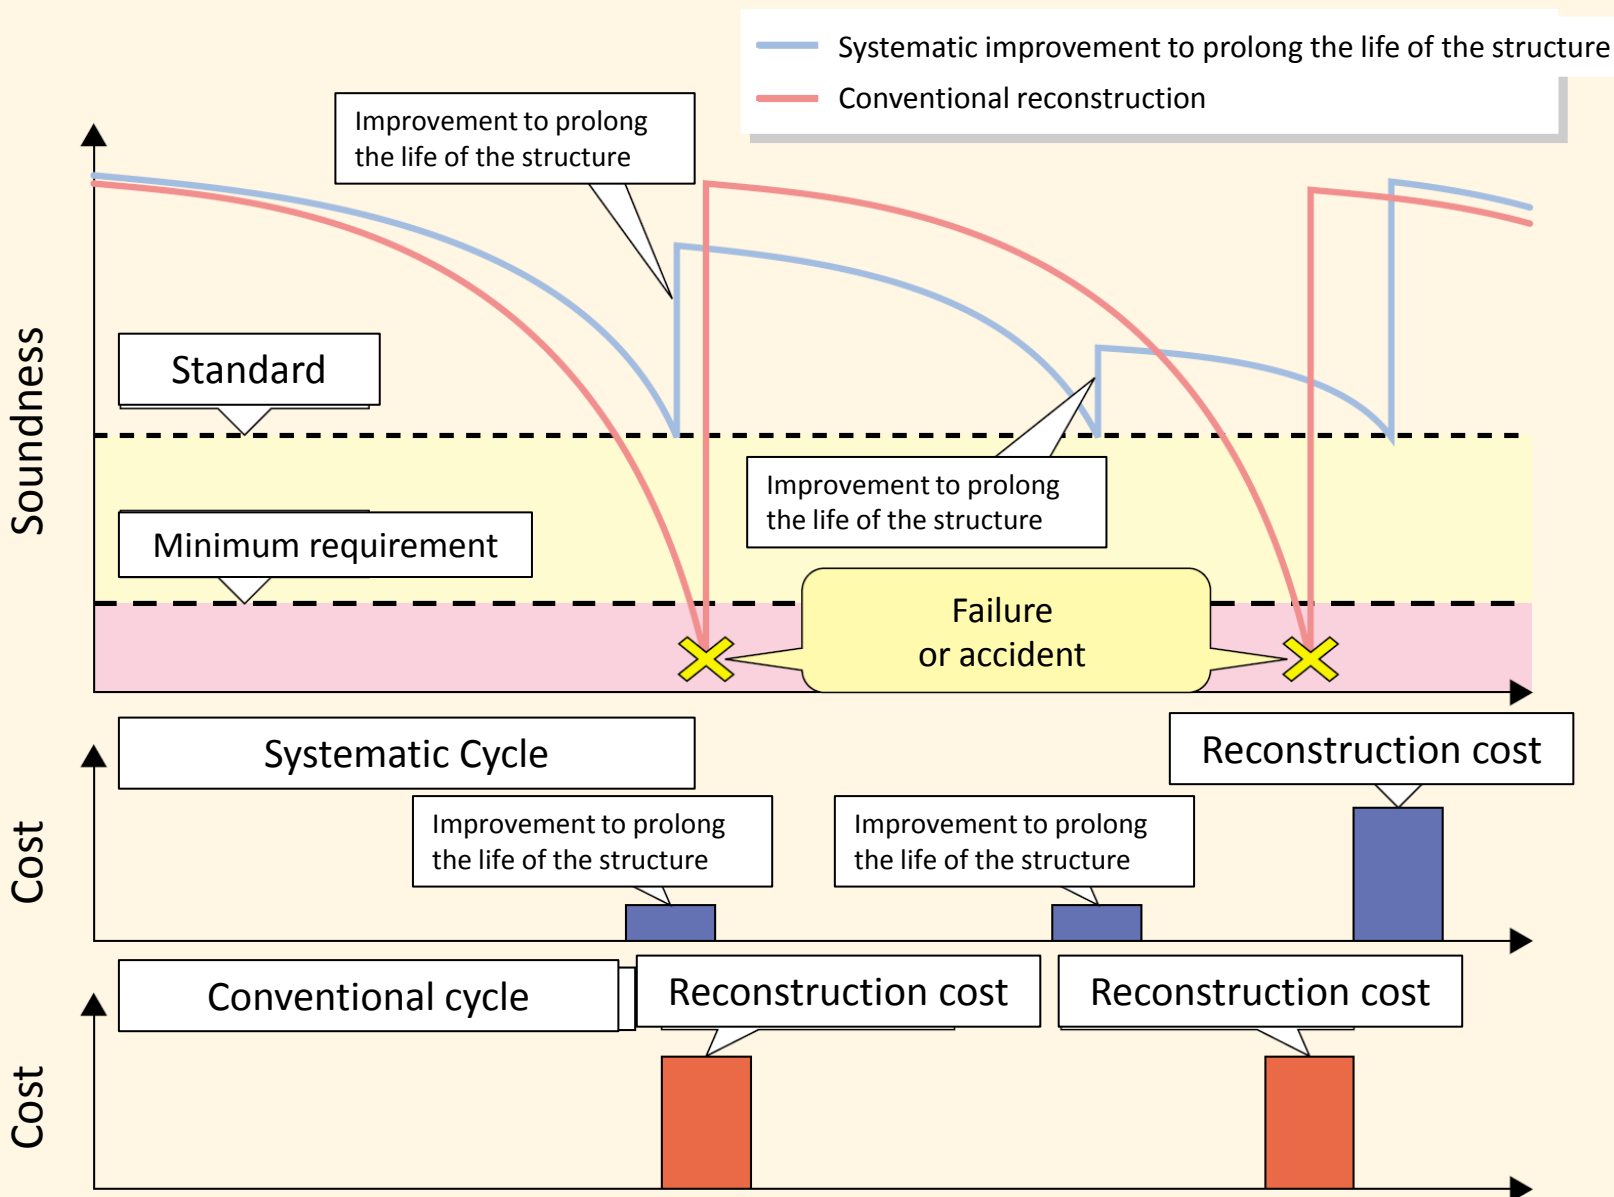 Systematic improvement to prolong the life of the structure
Conventional reconstruction
Improvement to prolong
the life of the structure
Soundness
Standard
Improvement to prolong
the life of the structure
Minimum requirement
Failure
or accident
Cost
Systematic Cycle
Reconstruction cost
Improvement to prolong
the life of the structure
Improvement to prolong
the life of the structure
Cost
Conventional cycle
Reconstruction cost
Reconstruction cost